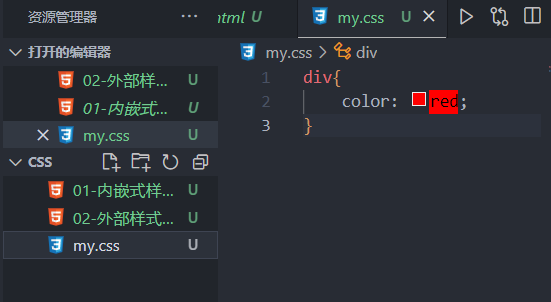 资源管理器
html U
my.css
打开的编辑器
02-外部样... U
01-内嵌式... U
my.css U
CSS
01-内嵌式样... U
02-外部样式... U
my.css U
my.css > div
1 div{
2 color: red;
3 }